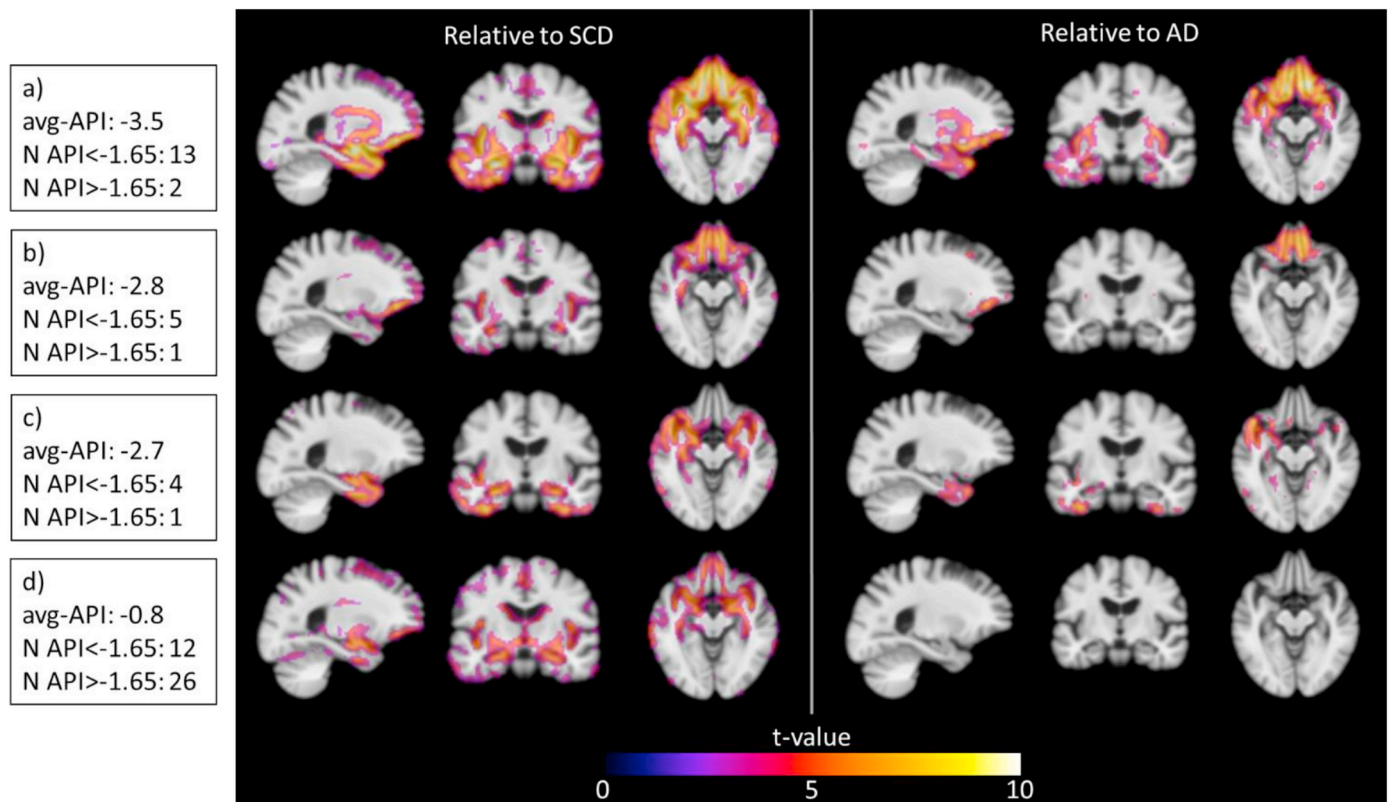 Relative to SCD
Relative to AD
a)
avg-API: -3.5
N API<-1.65: 13
N API>-1.65: 2
b)
avg-API: -2.8
N API<-1.65: 5
N API>-1.65: 1
c)
avg-API: -2.7
N API<-1.65: 4
N API>-1.65: 1
d)
avg-API: -0.8
N API<-1.65: 12
N API>-1.65: 26
t-value
0
5
10